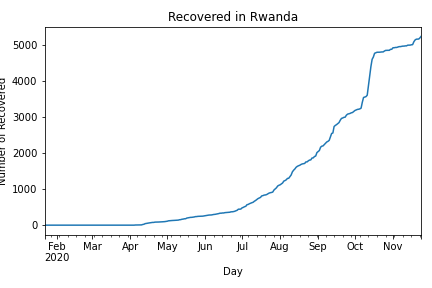 Recovered in Rwanda
Number of Recovered
5000
4000
3000
2000
1000
0
Feb Mar Apr May Jun Jul Aug Sep Oct Nov
2020
Day